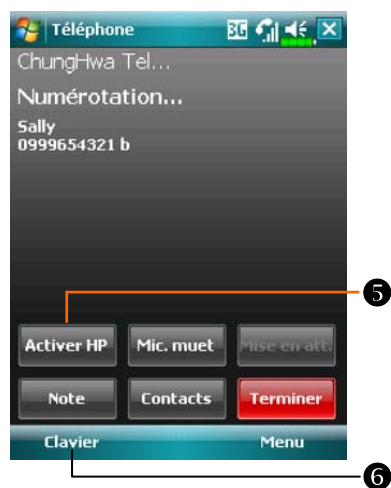 Téléphone 3G
ChungHwa Tel...
Numérotation...
Sally
0999654321 b
5
Activer HP Mic. muet Mise en att.
Note Contacts Terminer
Clavier Menu
6